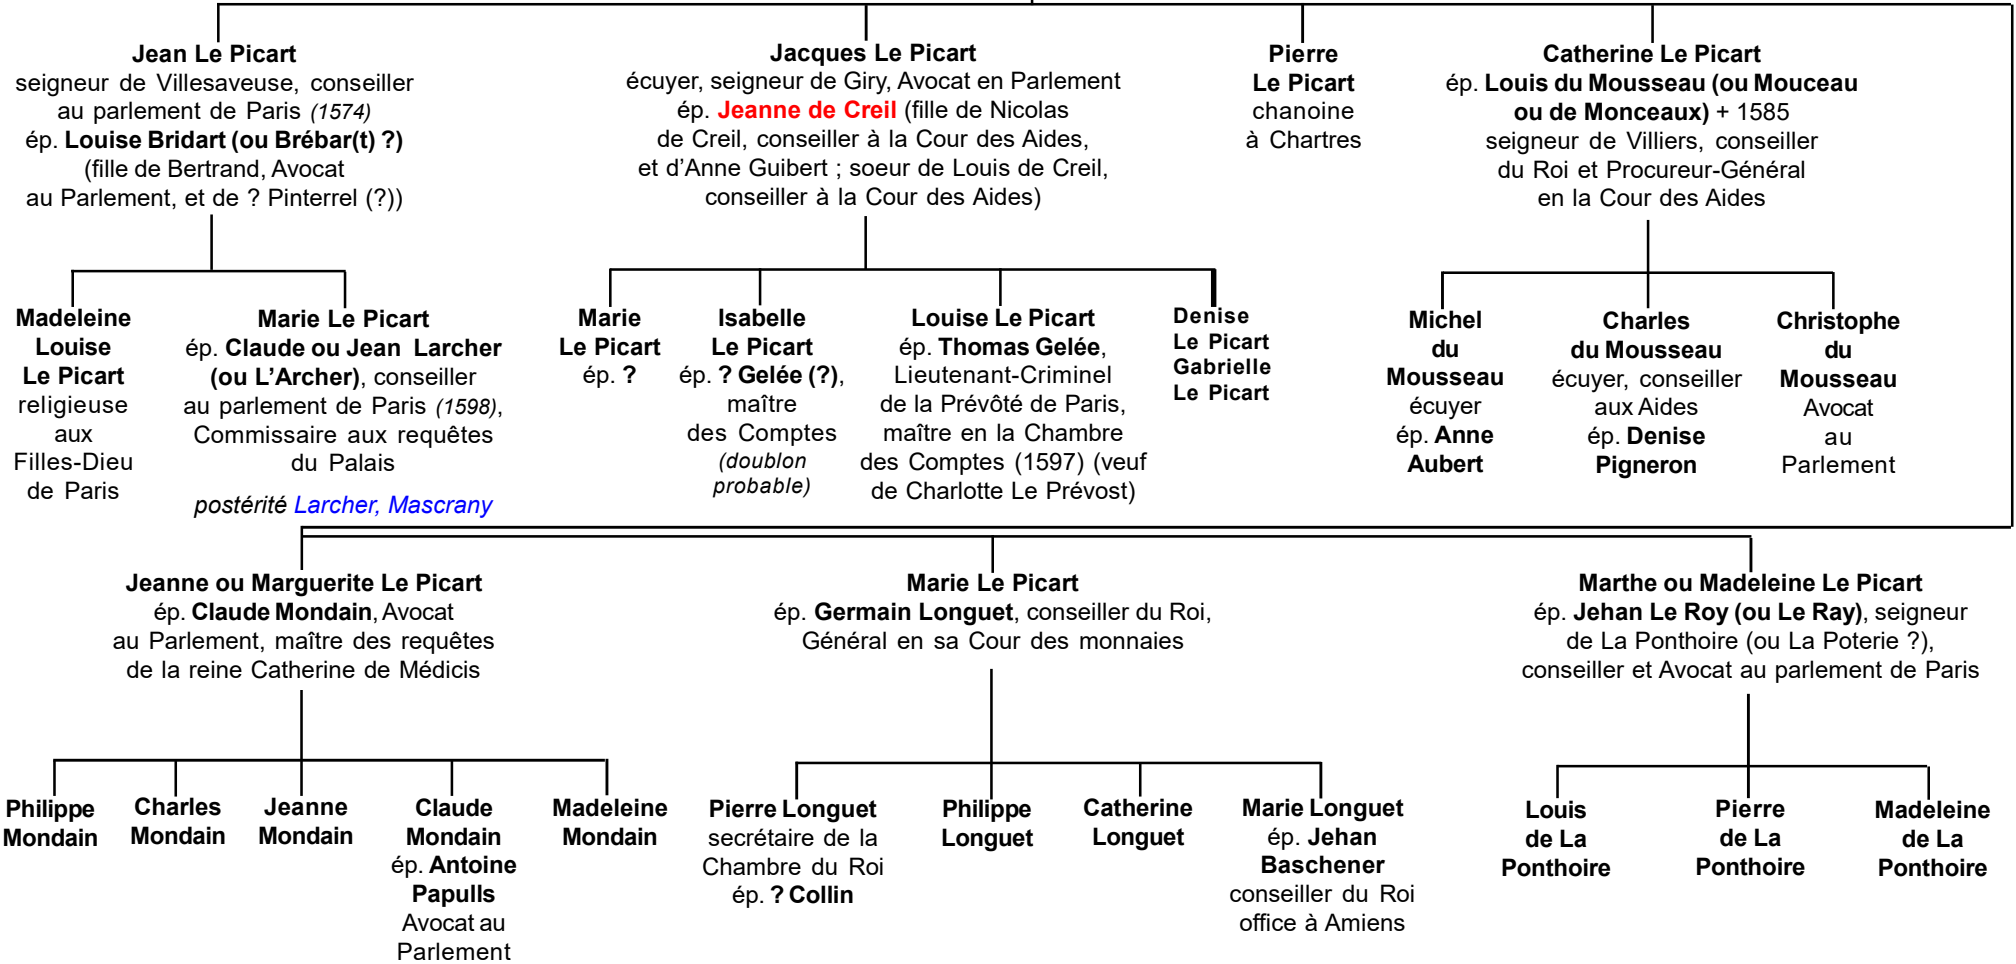 Jean Le Picart
seigneur de Villesaveuse, conseiller
au parlement de Paris (1574)
ép. Louise Bridart (ou Brébar(t) ?)
(fille de Bertrand, Avocat
au Parlement, et de ? Pinterrel (?))
Jacques Le Picart
écuyer, seigneur de Giry, Avocat en Parlement
ép. Jeanne de Creil (fille de Nicolas
de Creil, conseiller à la Cour des Aides,
et d'Anne Guibert ; soeur de Louis de Creil,
conseiller à la Cour des Aides)
Pierre
Le Picart
chanoine
à Chartres
Catherine Le Picart
ép. Louis du Mousseau (ou Mouceau
ou de Monceaux) + 1585
seigneur de Villiers, conseiller
du Roi et Procureur-Général
en la Cour des Aides
Madeleine
Louise
Le Picart
religieuse
aux
Filles-Dieu
de Paris
Marie Le Picart
ép. Claude ou Jean Larcher
(ou L'Archer), conseiller
au parlement de Paris (1598),
Commissaire aux requêtes
du Palais
postérité Larcher, Mascrany
Marie
Le Picart
ép. ?
Isabelle
Le Picart
ép. ? Gelée (?),
maître
des Comptes
(doublon
probable)
Louise Le Picart
ép. Thomas Gelée,
Lieutenant-Criminel
de la Prévôté de Paris,
maître en la Chambre
des Comptes (1597) (veuf
de Charlotte Le Prévost)
Denise
Le Picart
Gabrielle
Le Picart
Michel
du
Mousseau
écuyer
ép. Anne
Aubert
Charles
du Mousseau
écuyer, conseiller
aux Aides
ép. Denise
Pigneron
Christophe
du
Mousseau
Avocat
au
Parlement
Jeanne ou Marguerite Le Picart
ép. Claude Mondain, Avocat
au Parlement, maître des requêtes
de la reine Catherine de Médicis
Marie Le Picart
ép. Germain Longuet, conseiller du Roi,
Général en sa Cour des monnaies
Marthe ou Madeleine Le Picart
ép. Jehan Le Roy (ou Le Ray), seigneur
de La Ponthoire (ou La Poterie ?),
conseiller et Avocat au parlement de Paris
Philippe
Mondain
Charles
Mondain
Jeanne
Mondain
Claude
Mondain
ép. Antoine
Papulls
Avocat au
Parlement
Madeleine
Mondain
Pierre Longuet
secrétaire de la
Chambre du Roi
ép. ? Collin
Philippe
Longuet
Catherine
Longuet
Marie Longuet
ép. Jehan
Baschener
conseiller du Roi
office à Amiens
Louis
de La
Ponthoire
Pierre
de La
Ponthoire
Madeleine
de La
Ponthoire